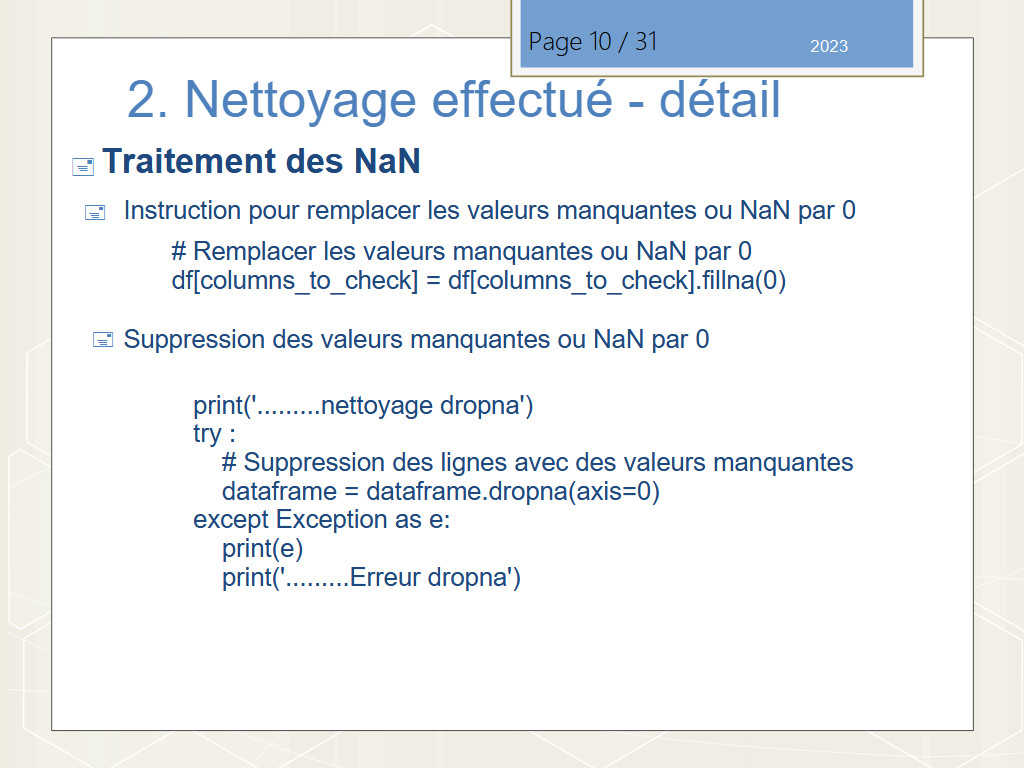 Page 10 / 31
2023
2. Nettoyage effectué - détail
Traitement des NaN
Instruction pour remplacer les valeurs manquantes ou NaN par 0
# Remplacer les valeurs manquantes ou NaN par 0
df[columns_to_check] = df[columns_to_check].fillna(0)
Suppression des valeurs manquantes ou NaN par 0
print('.........nettoyage dropna')
try :
# Suppression des lignes avec des valeurs manquantes
dataframe = dataframe.dropna(axis=0)
except Exception as e:
print(e)
print('.........Erreur dropna')